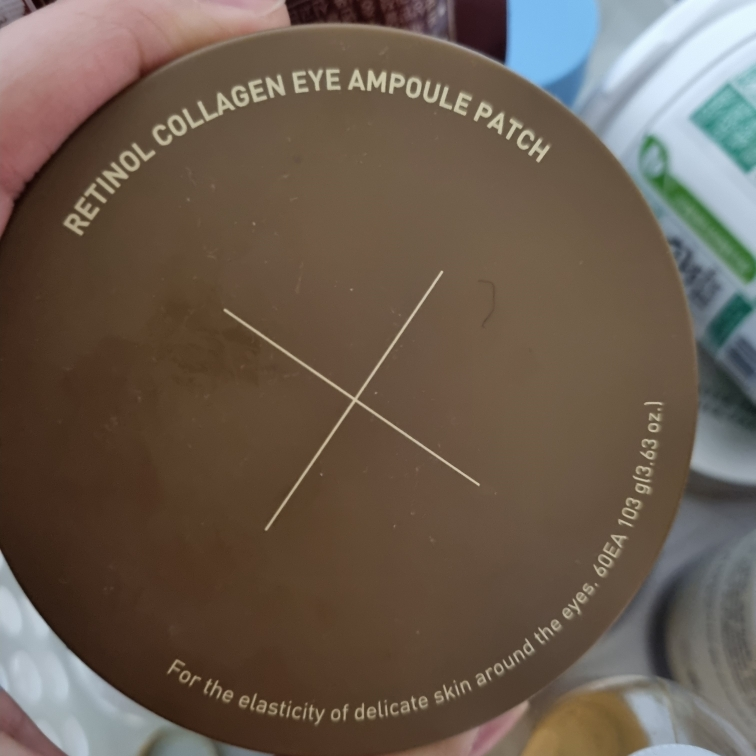 RETINOL COLLAGEN EYE AMPOULE PATCH
For the elasticity of delicate skin around the eyes. 60EA 103 g(3.63 oz.)